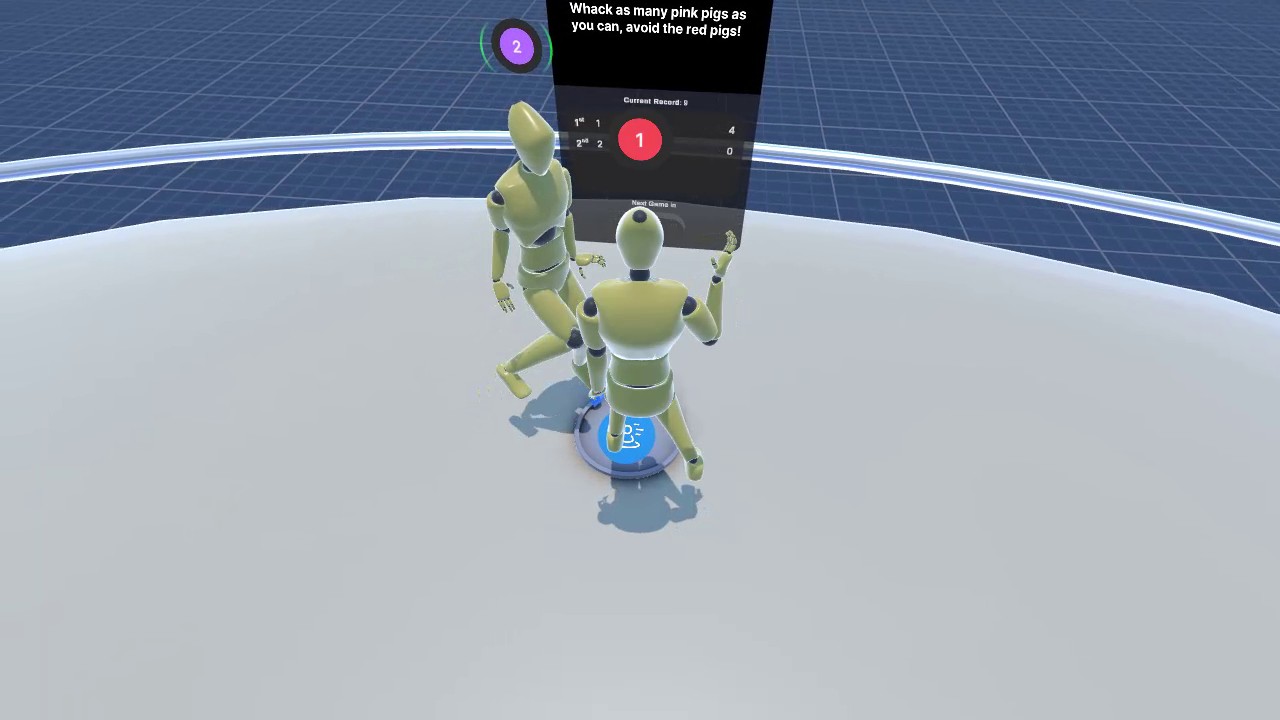 Whack as many pink pigs as
you can, avoid the red pigs!
2
Current Record: 9
1st 1 4
2nd 2 0
1
Next Game in